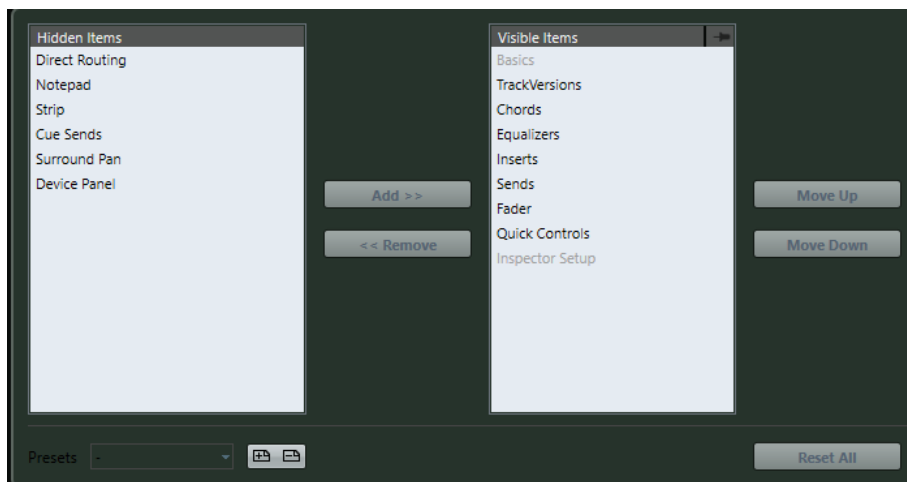 Hidden Items
Direct Routing
Notepad
Strip
Cue Sends
Surround Pan
Device Panel
Add >>
<< Remove
Visible Items
Basics
TrackVersions
Chords
Equalizers
Inserts
Sends
Fader
Quick Controls
Inspector Setup
Move Up
Move Down
Presets -
Reset All